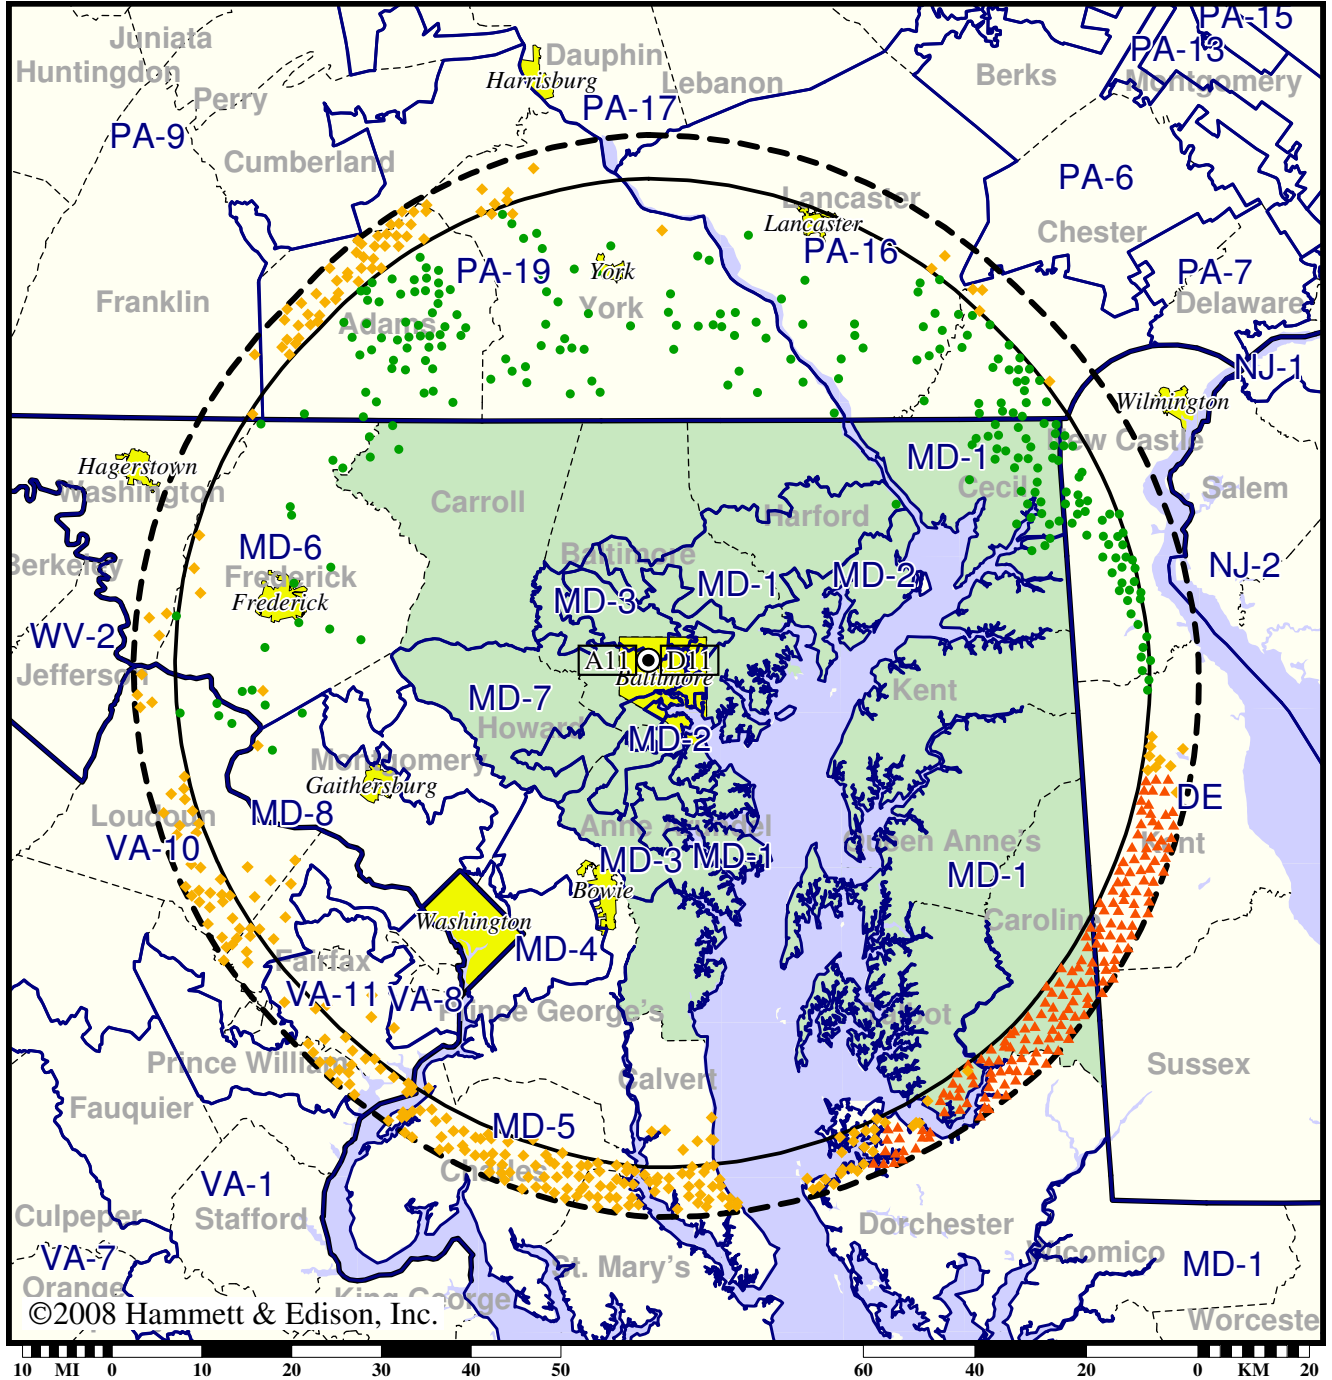 PA-15
Juniata
Dauphin
PA-13
Huntingdon
Harrisburg
Lebanon
Berks
Montgomery
Perry
PA-17
PA-9
Cumberland
PA-6
Lancaster
Lancaster
Chester
PA-16
PA-19
York
PA-7
Franklin
York
Delaware
Adams
NJ-1
Wilmington
New Castle
Hagerstown
MD-1
Washington
Carroll
Cecil
Salem
Harford
MD-6
Baltimore
Berkeley
Frederick
MD-1
MD-2
NJ-2
Frederick
MD-3
WV-2
A11
D11
Jefferson
Baltimore
Kent
MD-7
Howard
MD-2
Montgomery
Gaithersburg
DE
Loudoun
MD-8
Anne Arundel
Queen Anne's
Kent
VA-10
MD-3
MD-1
MD-1
Bowie
Washington
Caroline
MD-4
Fairfax
VA-11
VA-8
Prince George's
Talbot
Prince William
Calvert
Sussex
Fauquier
MD-5
Charles
VA-1
Culpeper
Stafford
Dorchester
VA-7
St. Mary's
Wicomico
MD-1
Orange
King George
©2008 Hammett & Edison, Inc.
Worceste
10 MI 0 10 20 30 40 50 60 40 20 0 KM 20